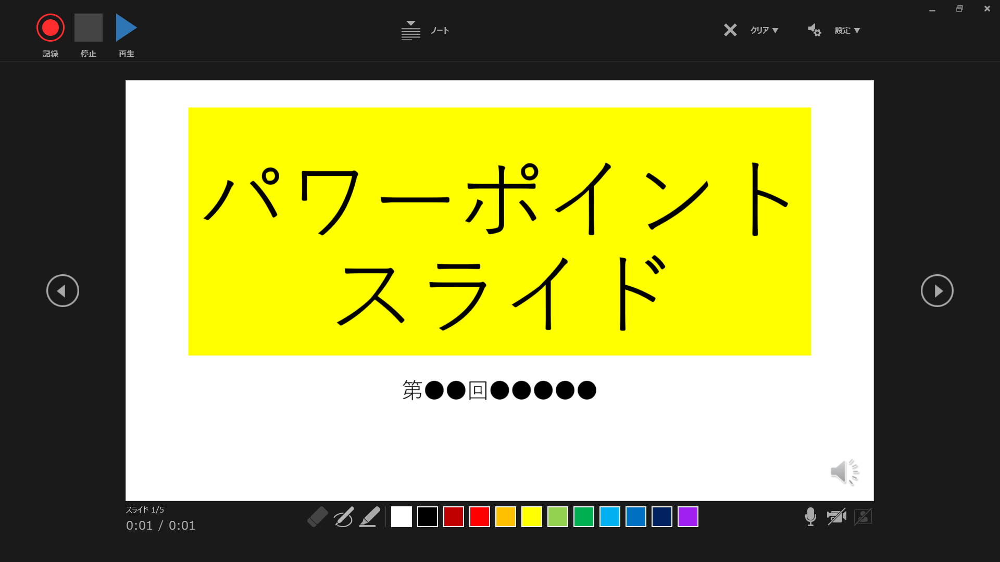 記録
停止
再生
ノート
クリア ▼
設定 ▼
パワーポイント
スライド
第●●回●●●●●
スライド 1/5
0:01 / 0:01